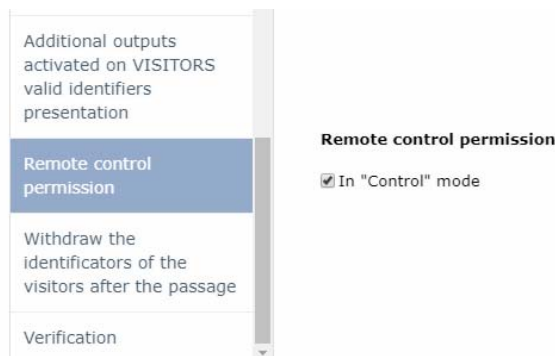 Additional outputs
activated on VISITORS
valid identifiers
presentation
Remote control
permission
Withdraw the
identificators of the
visitors after the passage
Verification
Remote control permission
In "Control" mode